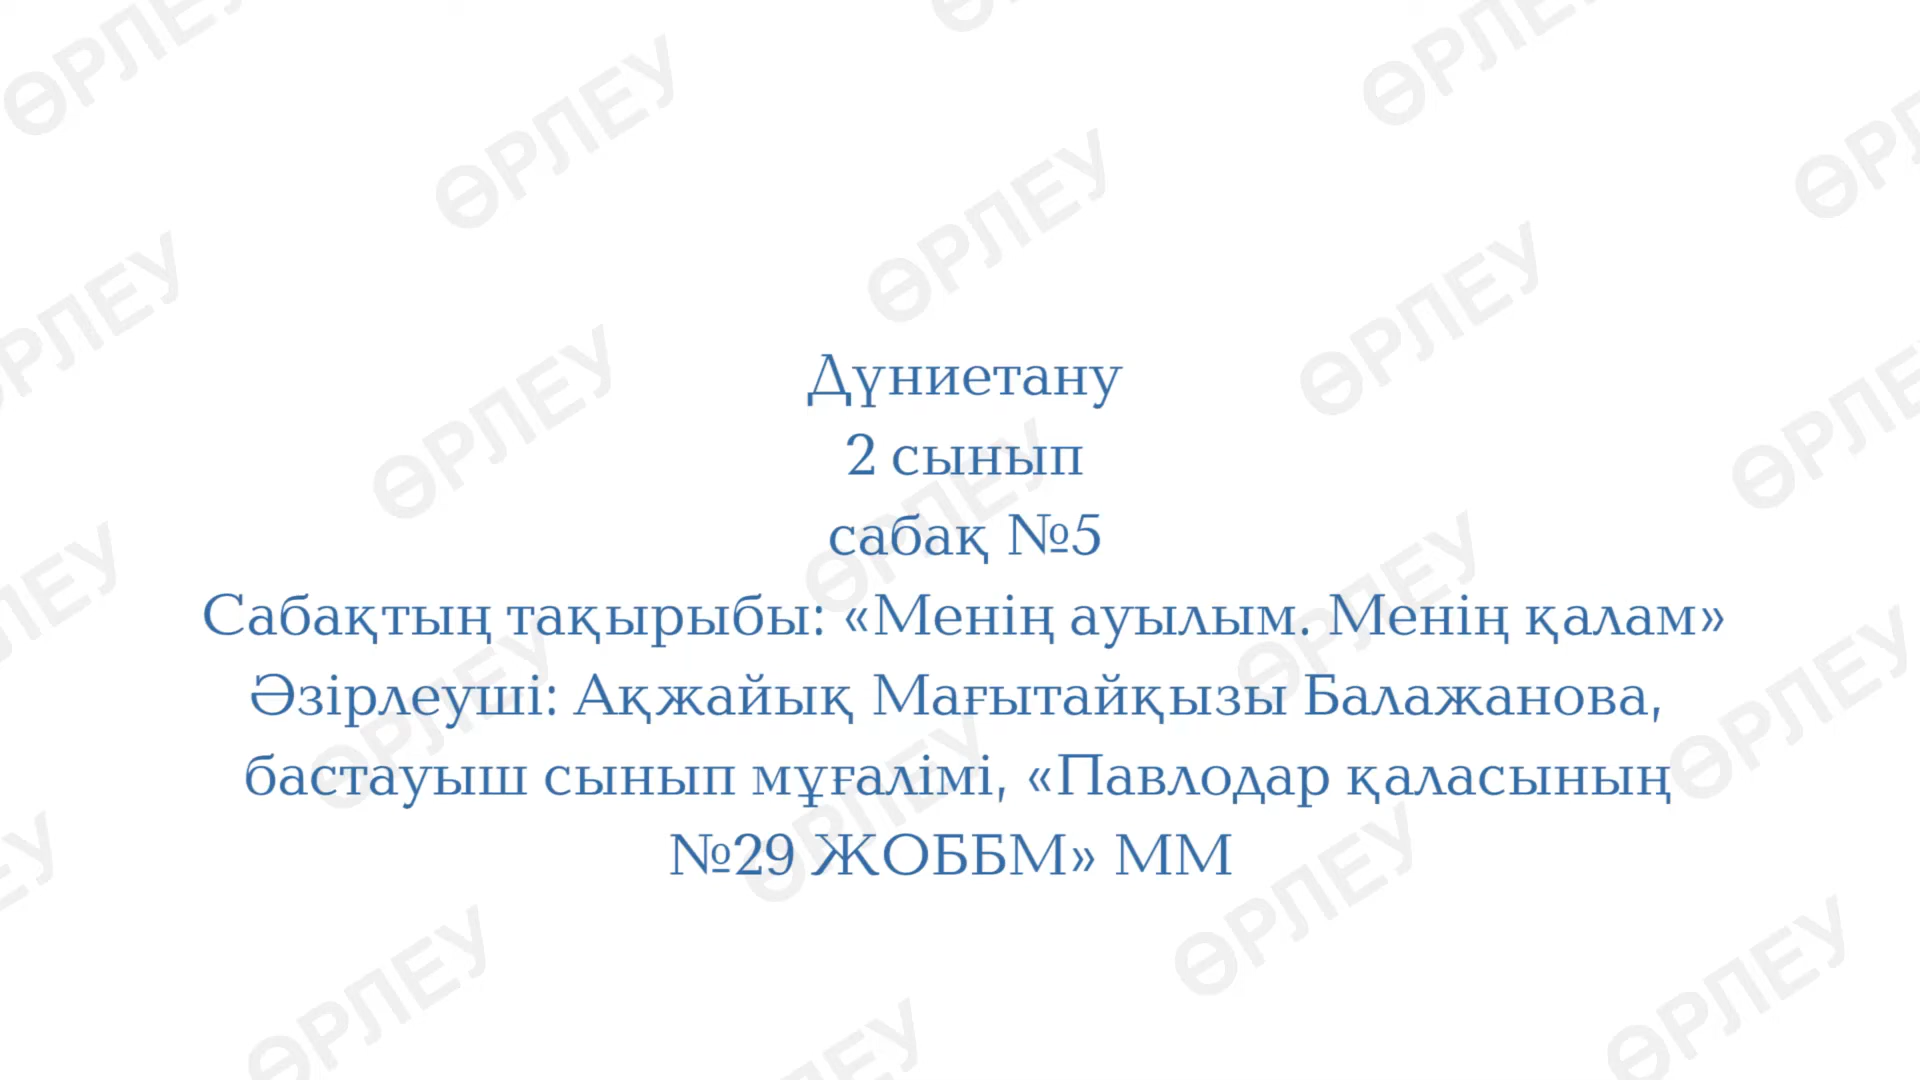 Дүниетану
2 сынып
сабақ №5
Сабақтың тақырыбы: «Менің ауылым. Менің қалам»
Әзірлеуші: Ақжайық Мағытайқызы Балажанова,
бастауыш сынып мұғалімі, «Павлодар қаласының
№29 ЖОББМ» ММ
ӨРЛЕУ